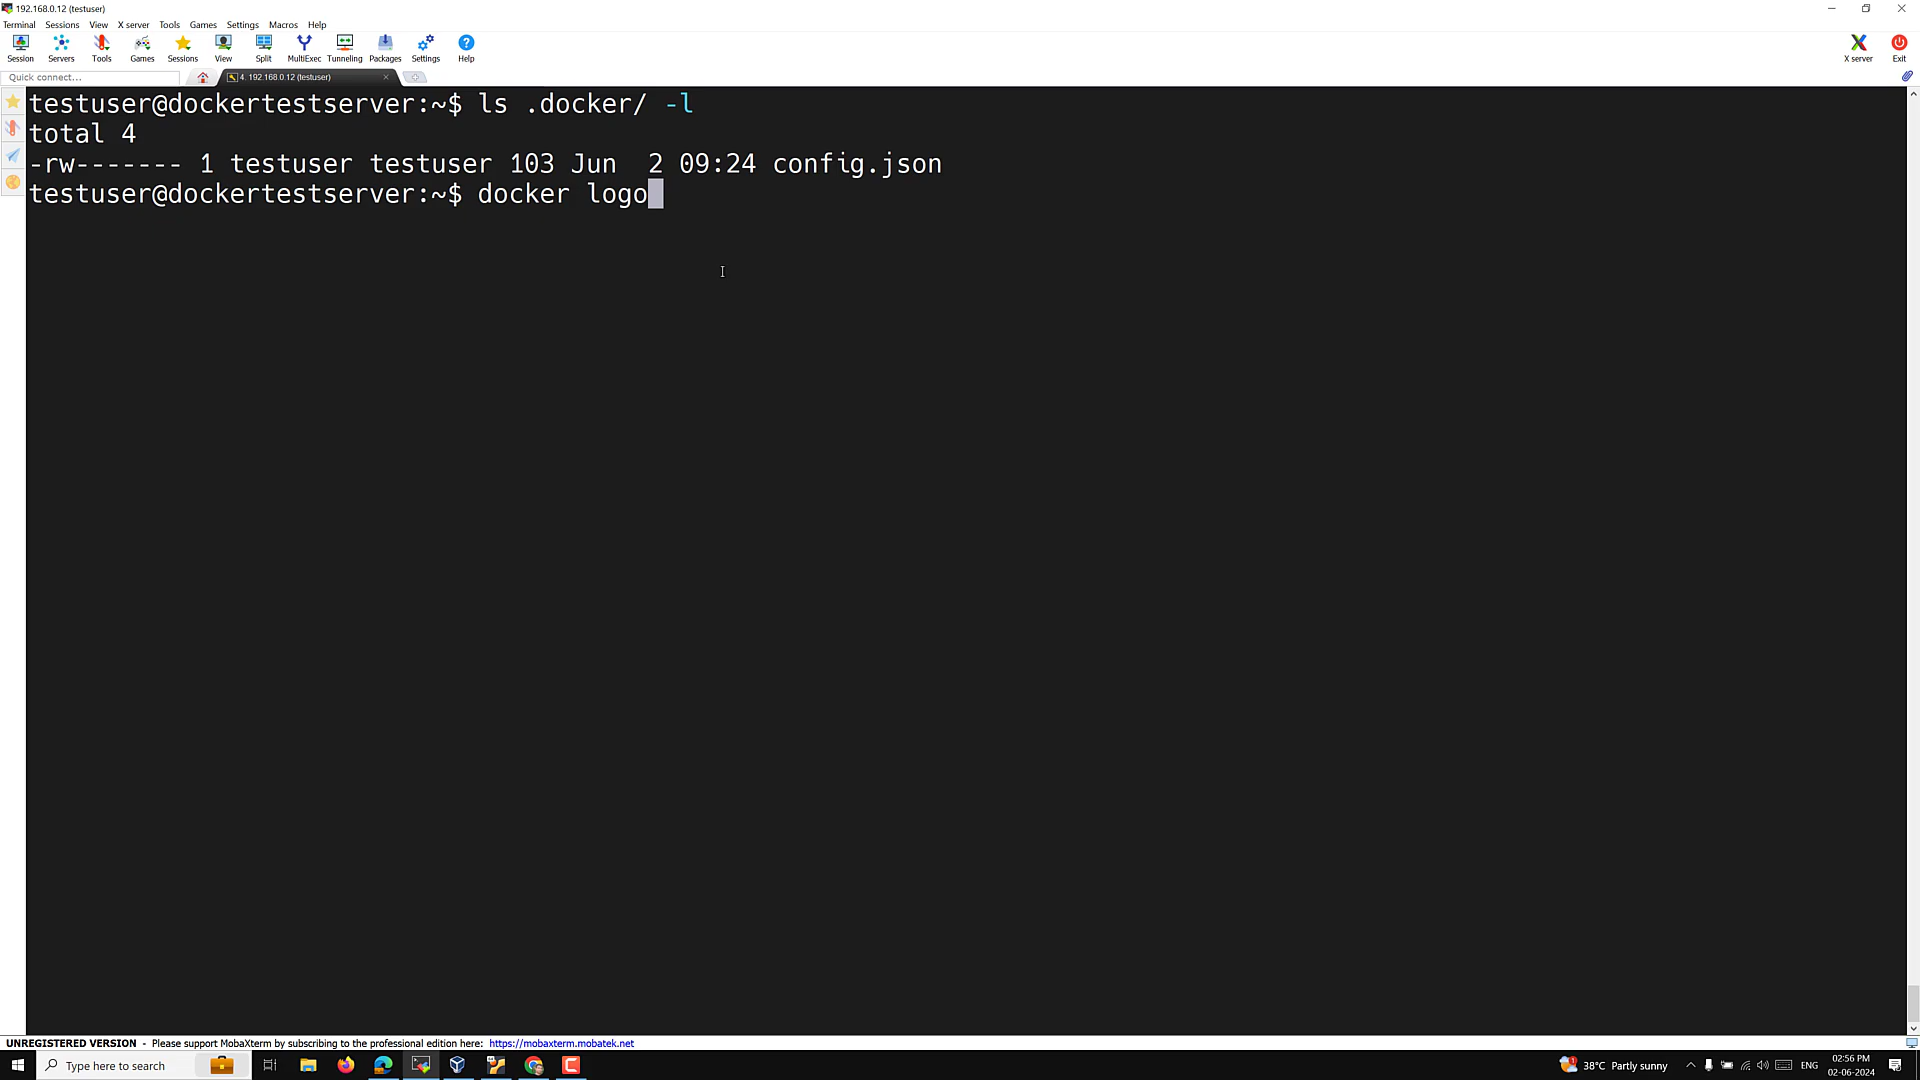 192.168.0.12 (testuser)
Terminal Sessions View X server Tools Games Settings Macros Help
Session Servers Tools Games Sessions View Split MultiExec Tunneling Packages Settings Help X server Exit
Quick connect... 4. 192.168.0.12 (testuser)
testuser@dockertestserver:~$ ls .docker/ -l
total 4
-rw------- 1 testuser testuser 103 Jun  2 09:24 config.json
testuser@dockertestserver:~$ docker logo
UNREGISTERED VERSION - Please support MobaXterm by subscribing to the professional edition here: https://mobaxterm.mobatek.net
Type here to search 38°C Partly sunny ENG 02:56 PM
02-06-2024